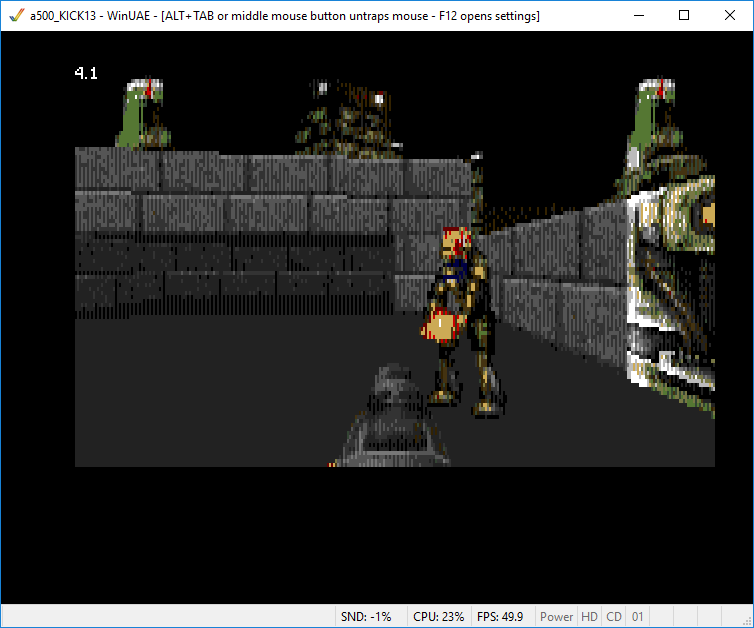 a500_KICK13 - WinUAE - [ALT+TAB or middle mouse button untraps mouse - F12 opens settings]
4.1
SND: -1% CPU: 23% FPS: 49.9 Power HD CD 01